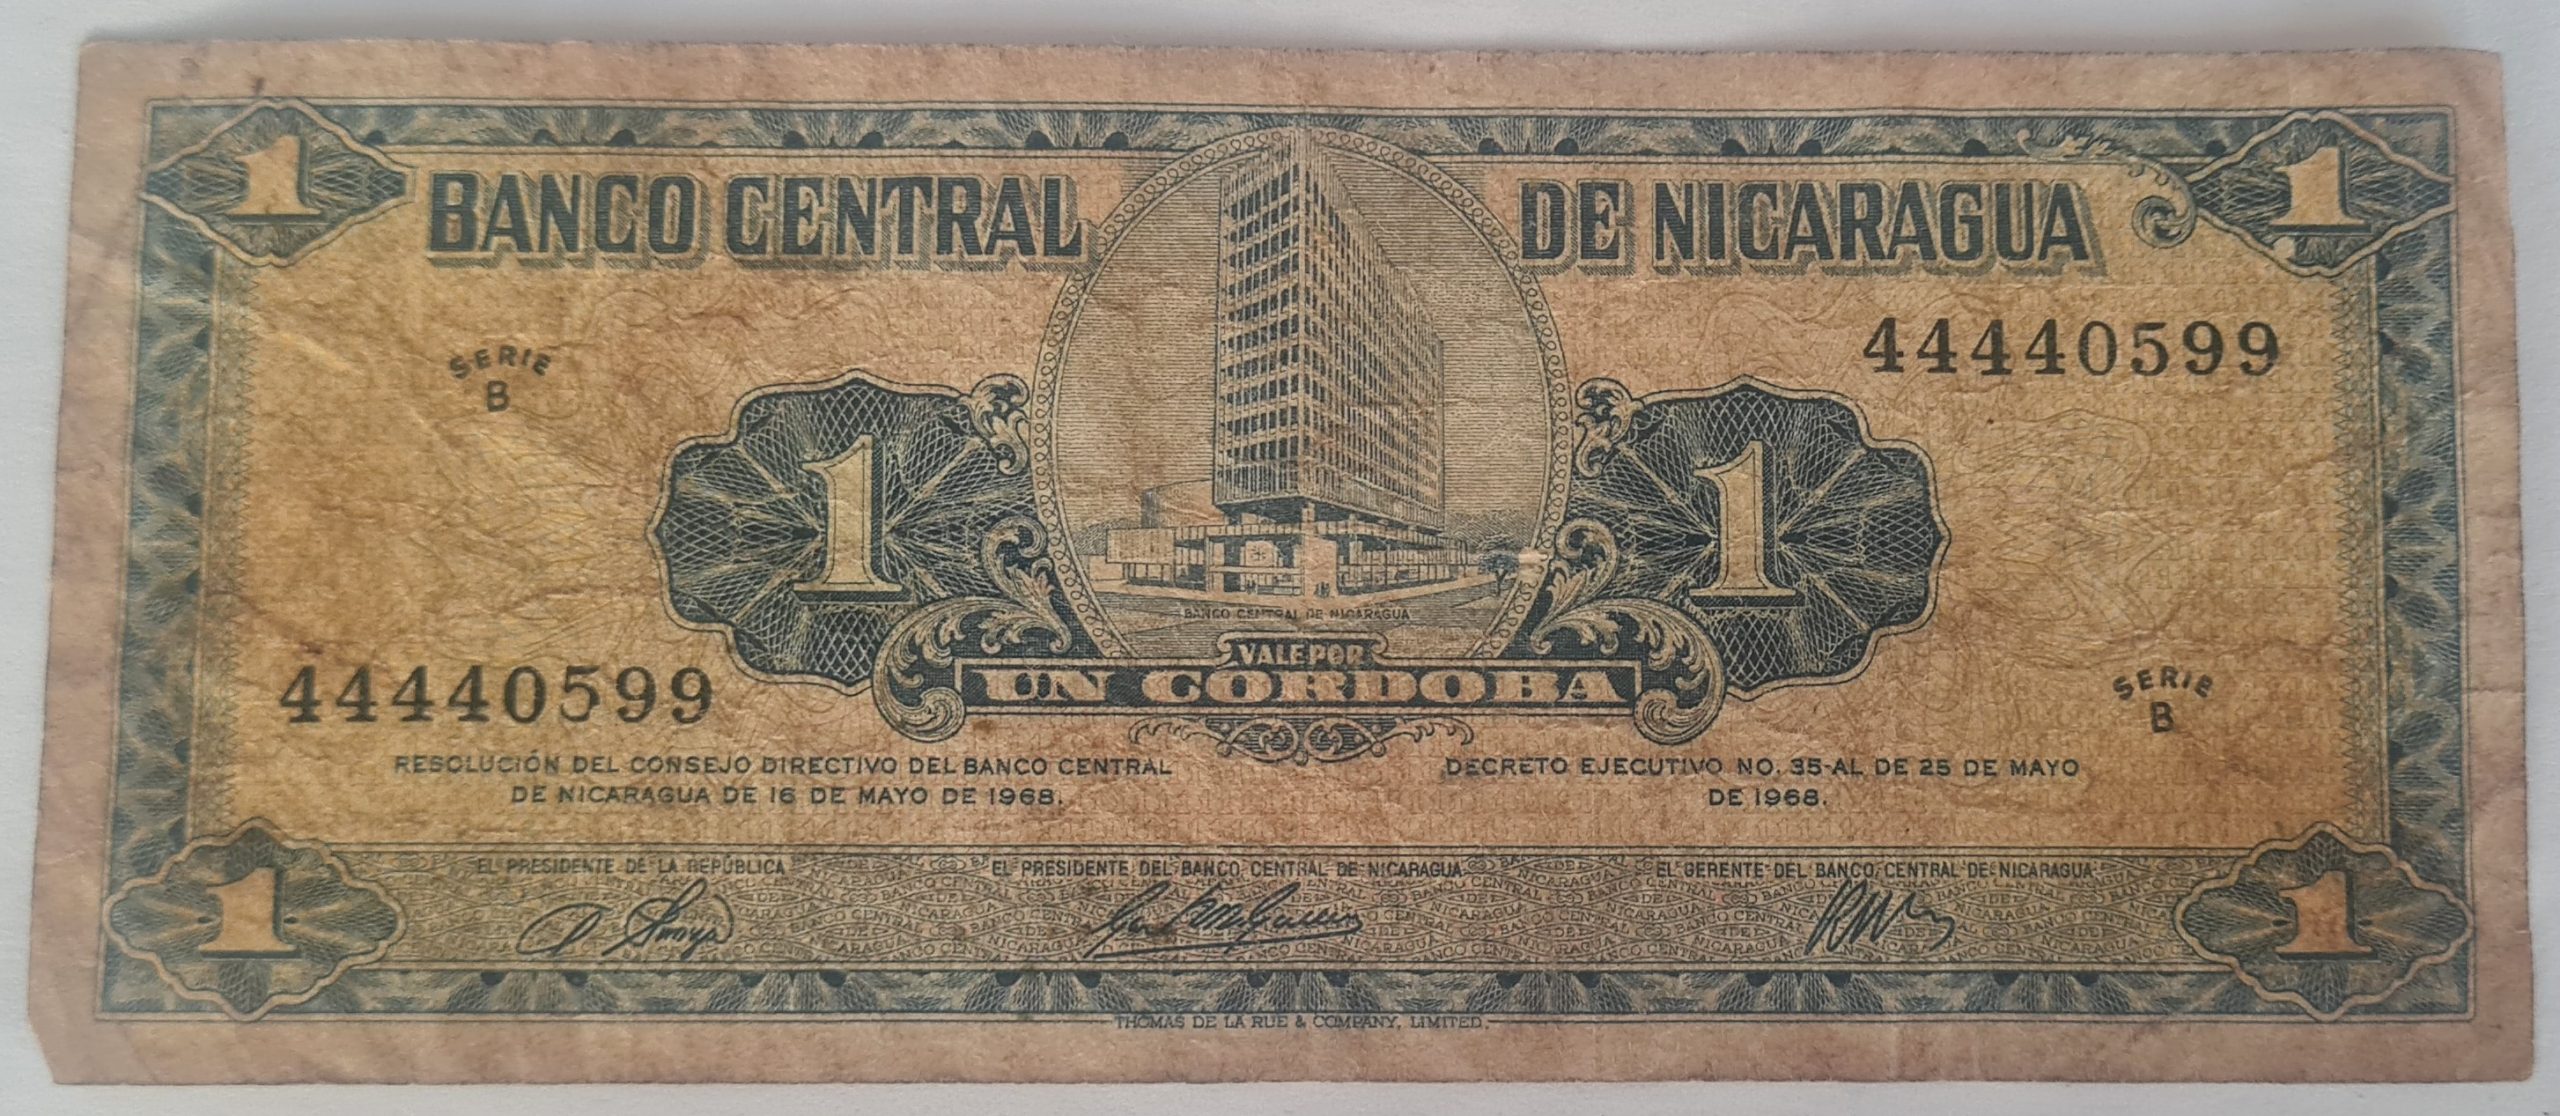 1
1
BANCO CENTRAL DE NICARAGUA
44440599
SERIE
B
1
1
BANCO CENTRAL DE NICARAGUA
VALE POR
UN CORDOBA
44440599
SERIE
B
RESOLUCIÓN DEL CONSEJO DIRECTIVO DEL BANCO CENTRAL
DE NICARAGUA DE 16 DE MAYO DE 1968.
DECRETO EJECUTIVO NO. 35-AL DE 25 DE MAYO
DE 1968.
EL PRESIDENTE DE LA REPÚBLICA
EL PRESIDENTE DEL BANCO CENTRAL DE NICARAGUA
EL GERENTE DEL BANCO CENTRAL DE NICARAGUA
1
1
THOMAS DE LA RUE & COMPANY, LIMITED.